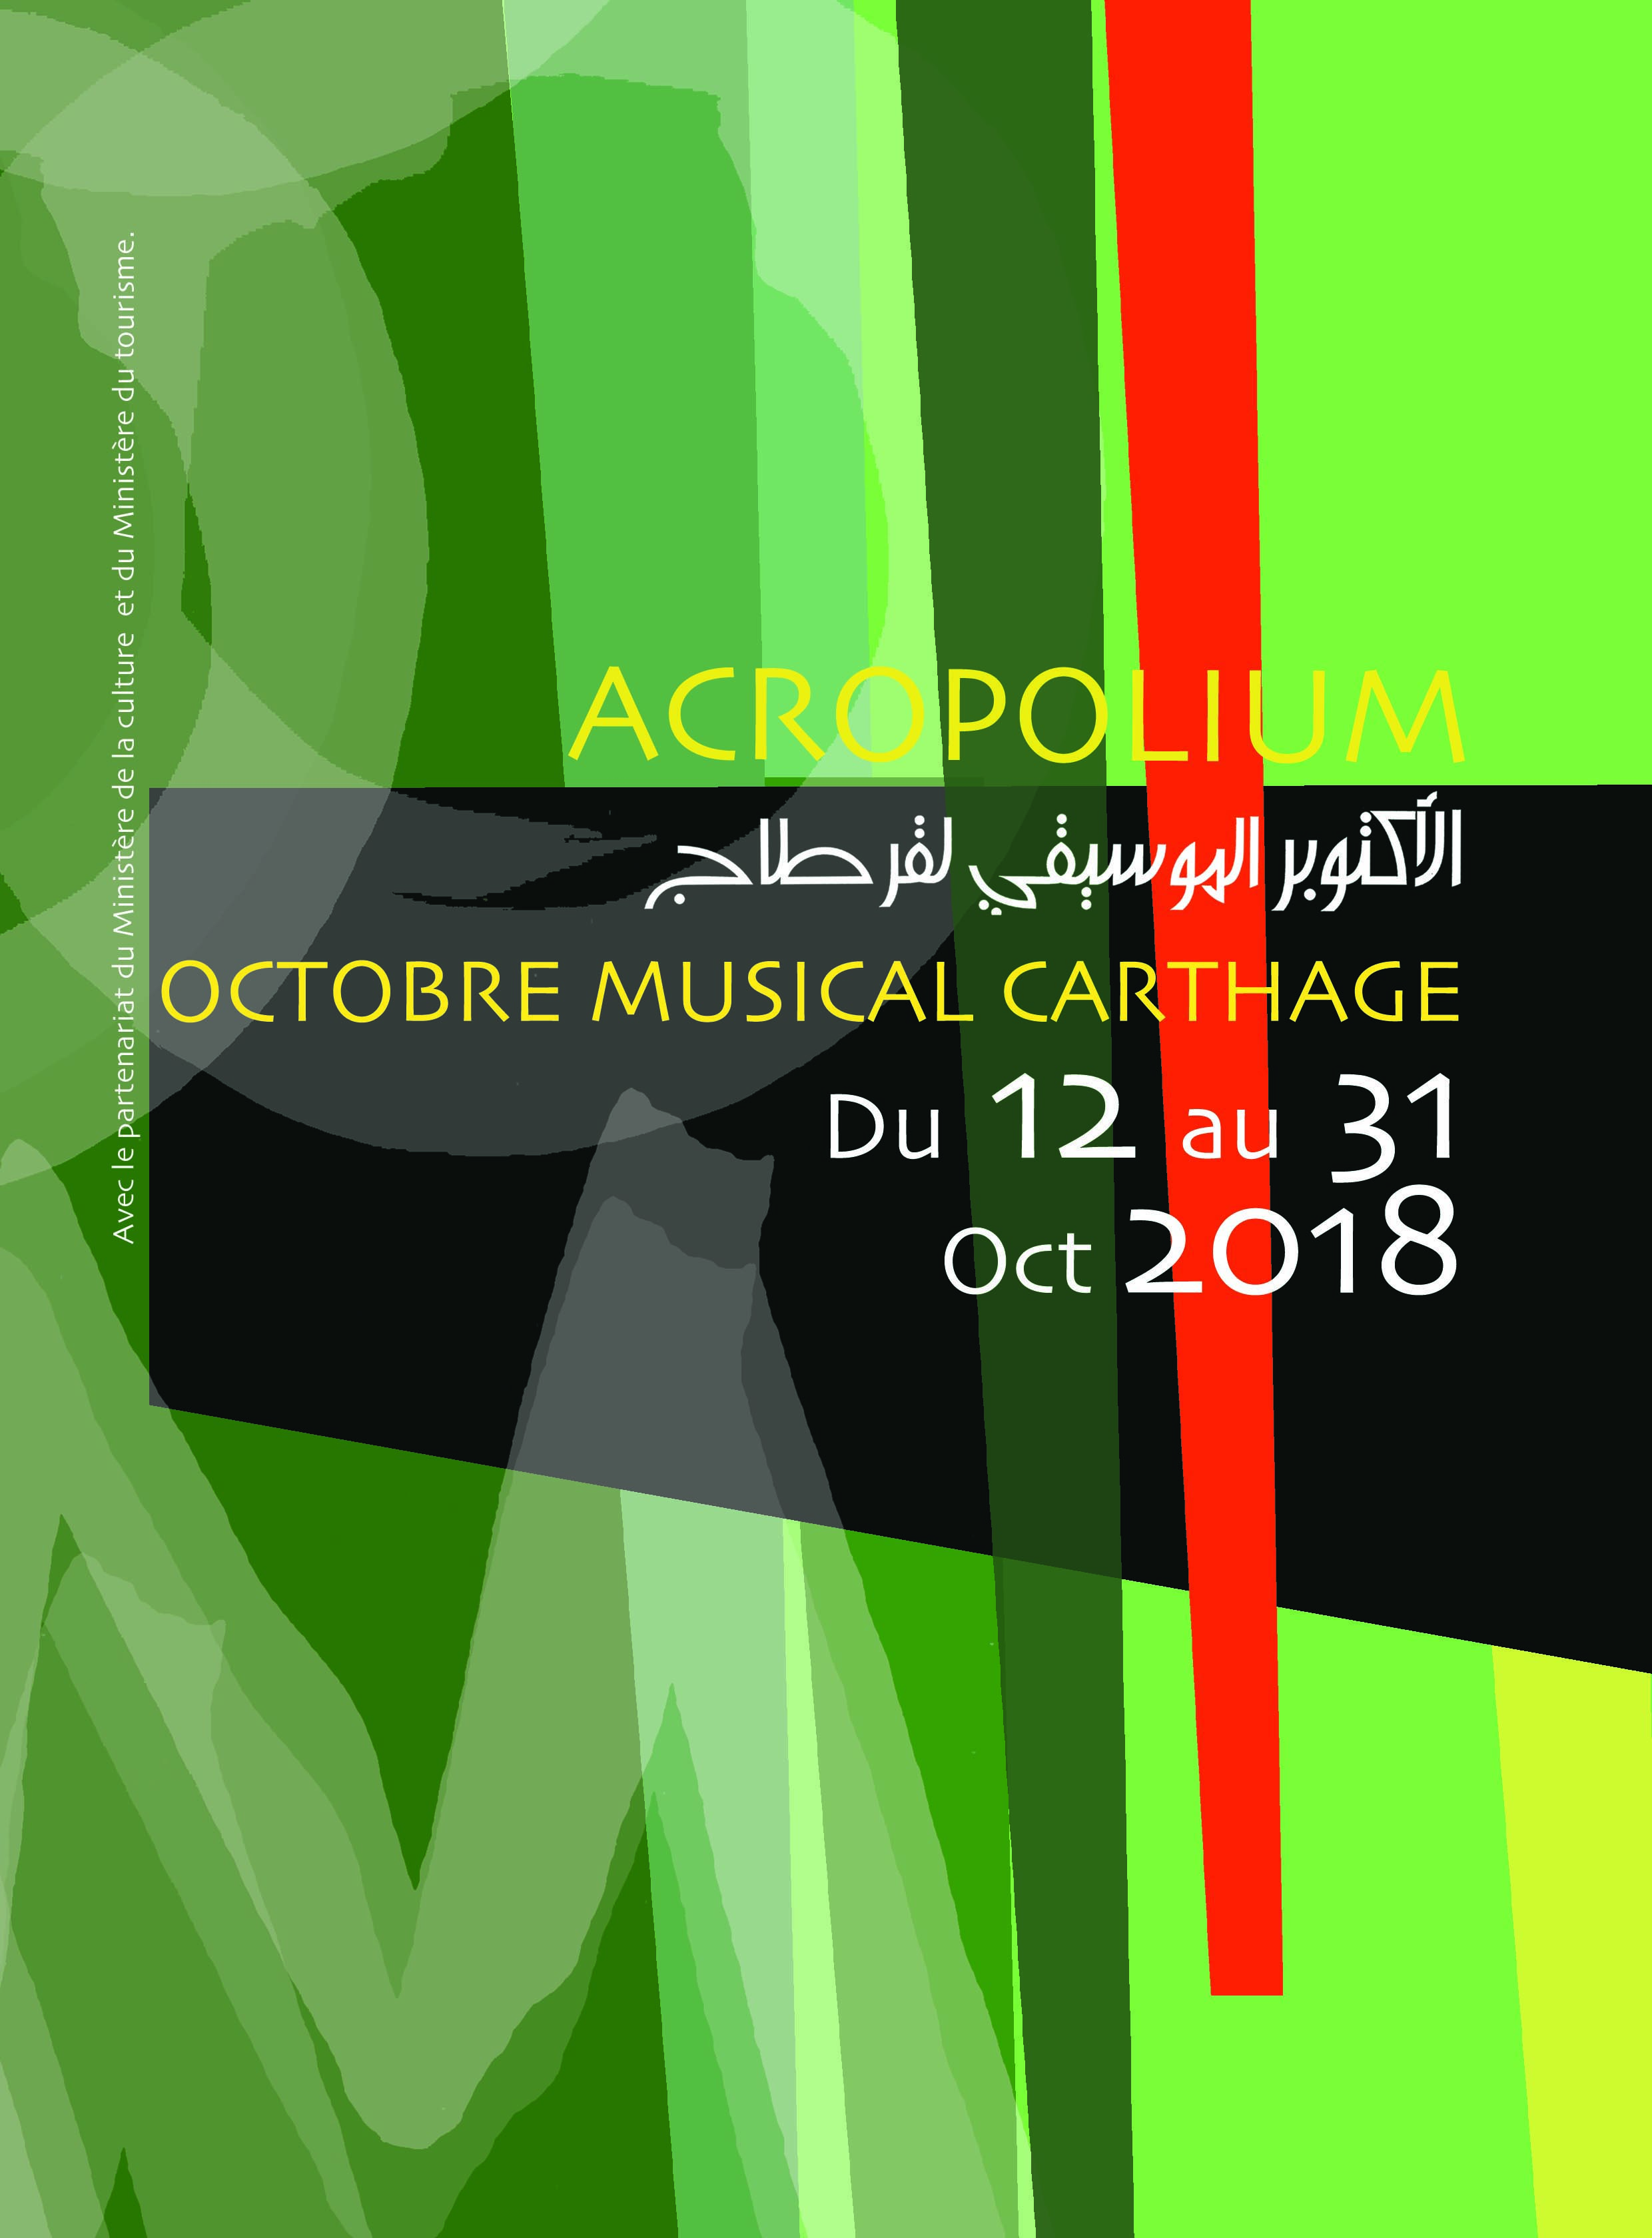 Avec le partenariat du Ministère de la culture et du Ministère du tourisme.
ACROPOLIUM
الأكتوبر الموسيقي لقرطاج
OCTOBRE MUSICAL CARTHAGE
Du 12 au 31
Oct 2018